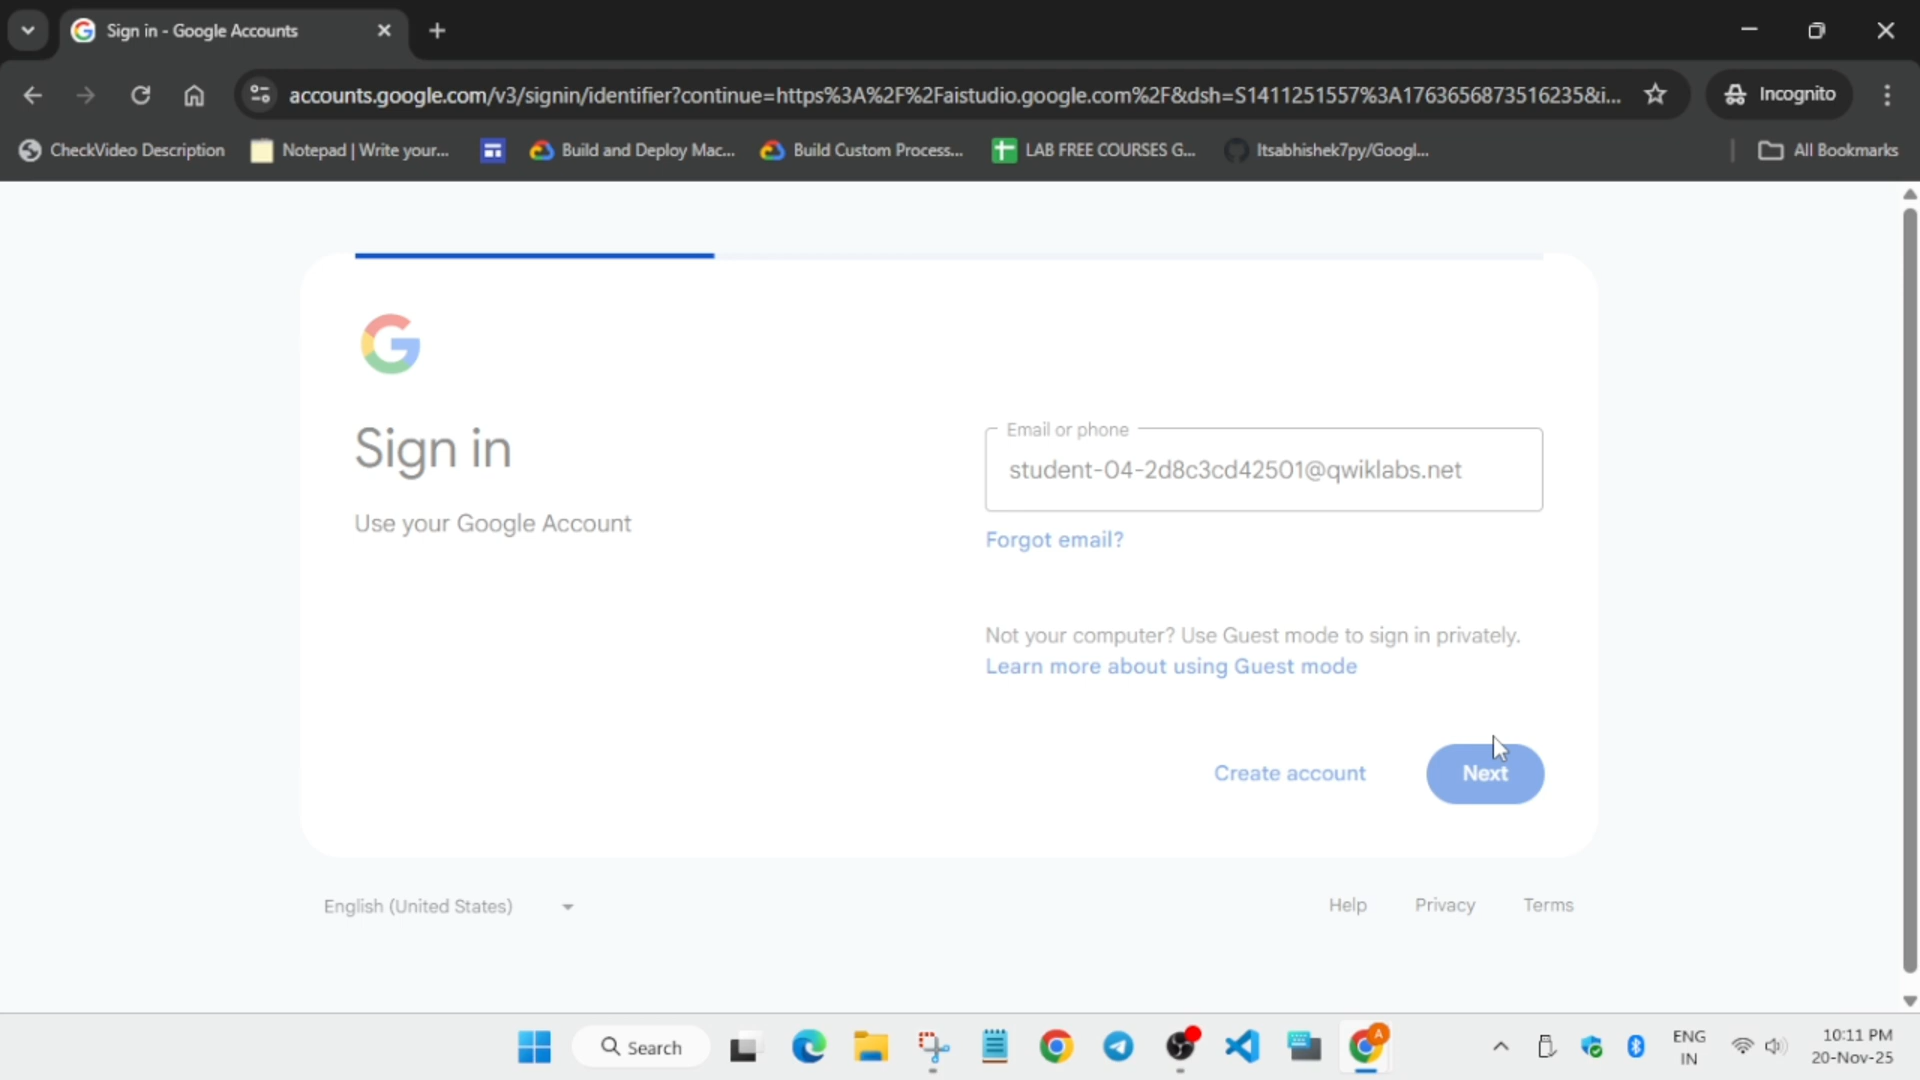 Sign in - Google Accounts
accounts.google.com/v3/signin/identifier?continue=https%3A%2F%2Faistudio.google.com%2F&dsh=S1411251557%3A1763656873516235&i...
Incognito
CheckVideo Description
Notepad | Write your...
Build and Deploy Mac...
Build Custom Process...
LAB FREE COURSES G...
Itsabhishek7py/Googl...
All Bookmarks
Sign in
Use your Google Account
Email or phone
student-04-2d8c3cd42501@qwiklabs.net
Forgot email?
Not your computer? Use Guest mode to sign in privately.
Learn more about using Guest mode
Create account
Next
English (United States)
Help
Privacy
Terms
Search
A
ENG
IN
10:11 PM
20-Nov-25